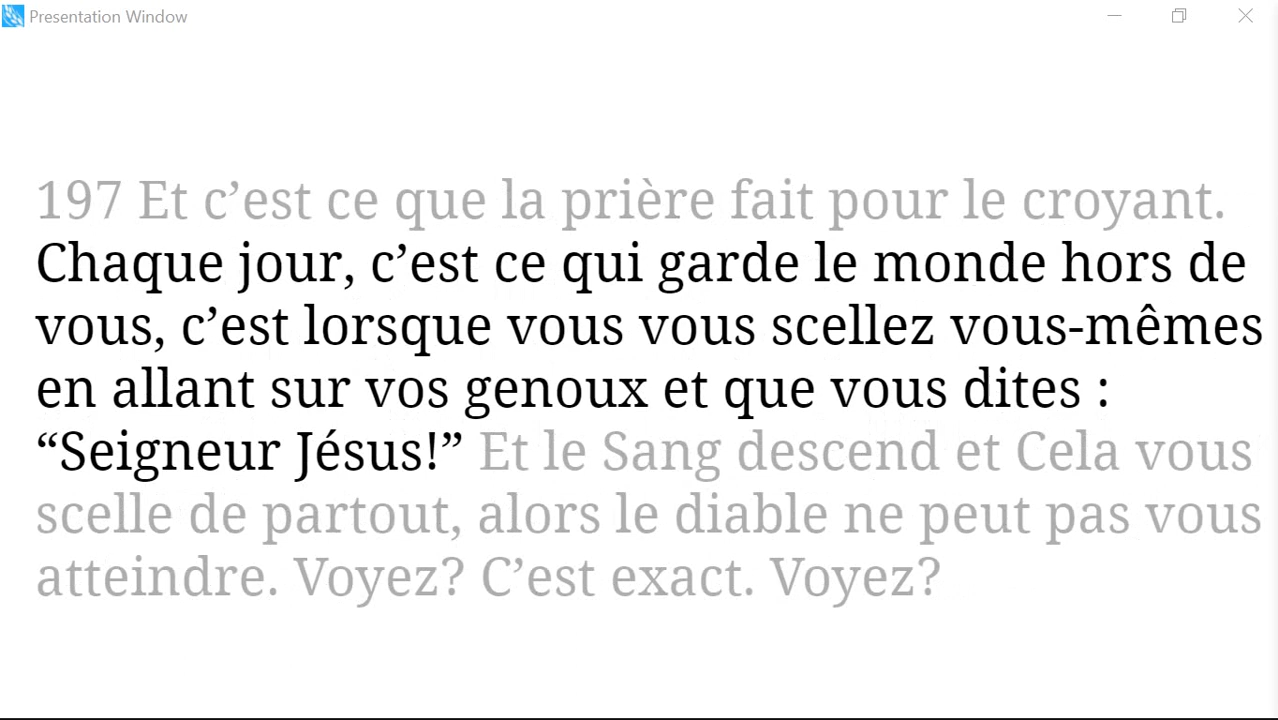 Presentation Window
197 Et c’est ce que la prière fait pour le croyant.
Chaque jour, c’est ce qui garde le monde hors de
vous, c’est lorsque vous vous scellez vous-mêmes
en allant sur vos genoux et que vous dites :
“Seigneur Jésus!” Et le Sang descend et Cela vous
scelle de partout, alors le diable ne peut pas vous
atteindre. Voyez? C’est exact. Voyez?